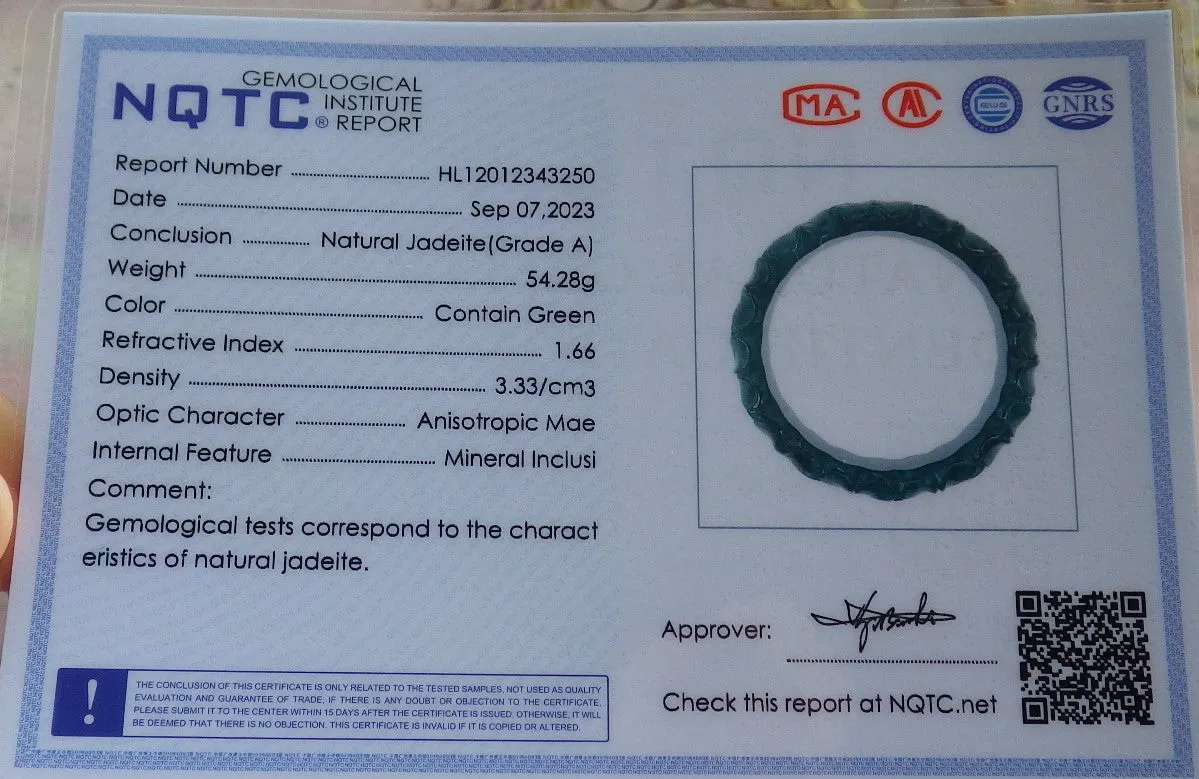 GEMOLOGICAL
NQTC® INSTITUTE
REPORT
MA
GNRS
Report Number ........ HL12012343250
Date ........ Sep 07,2023
Conclusion ........ Natural Jadeite(Grade A)
Weight ........ 54.28g
Color ........ Contain Green
Refractive Index ........ 1.66
Density ........ 3.33/cm3
Optic Character ........ Anisotropic Mae
Internal Feature ........ Mineral Inclusi
Comment:
Gemological tests correspond to the charact
eristics of natural jadeite.
Approver:
Check this report at NQTC.net
!
THE CONCLUSION OF THIS CERTIFICATE IS ONLY RELATED TO THE TESTED SAMPLES, NOT USED AS QUALITY
EVALUATION AND GUARANTEE OF TRADE; IF THERE IS ANY DOUBT OR OBJECTION TO THE CERTIFICATE,
PLEASE SUBMIT IT TO THE CENTER WITHIN 15 DAYS AFTER THE CERTIFICATE IS ISSUED. OTHERWISE, IT WILL
BE DEEMED THAT THERE IS NO OBJECTION. THIS CERTIFICATE IS INVALID IF IT IS COPIED OR ALTERED.